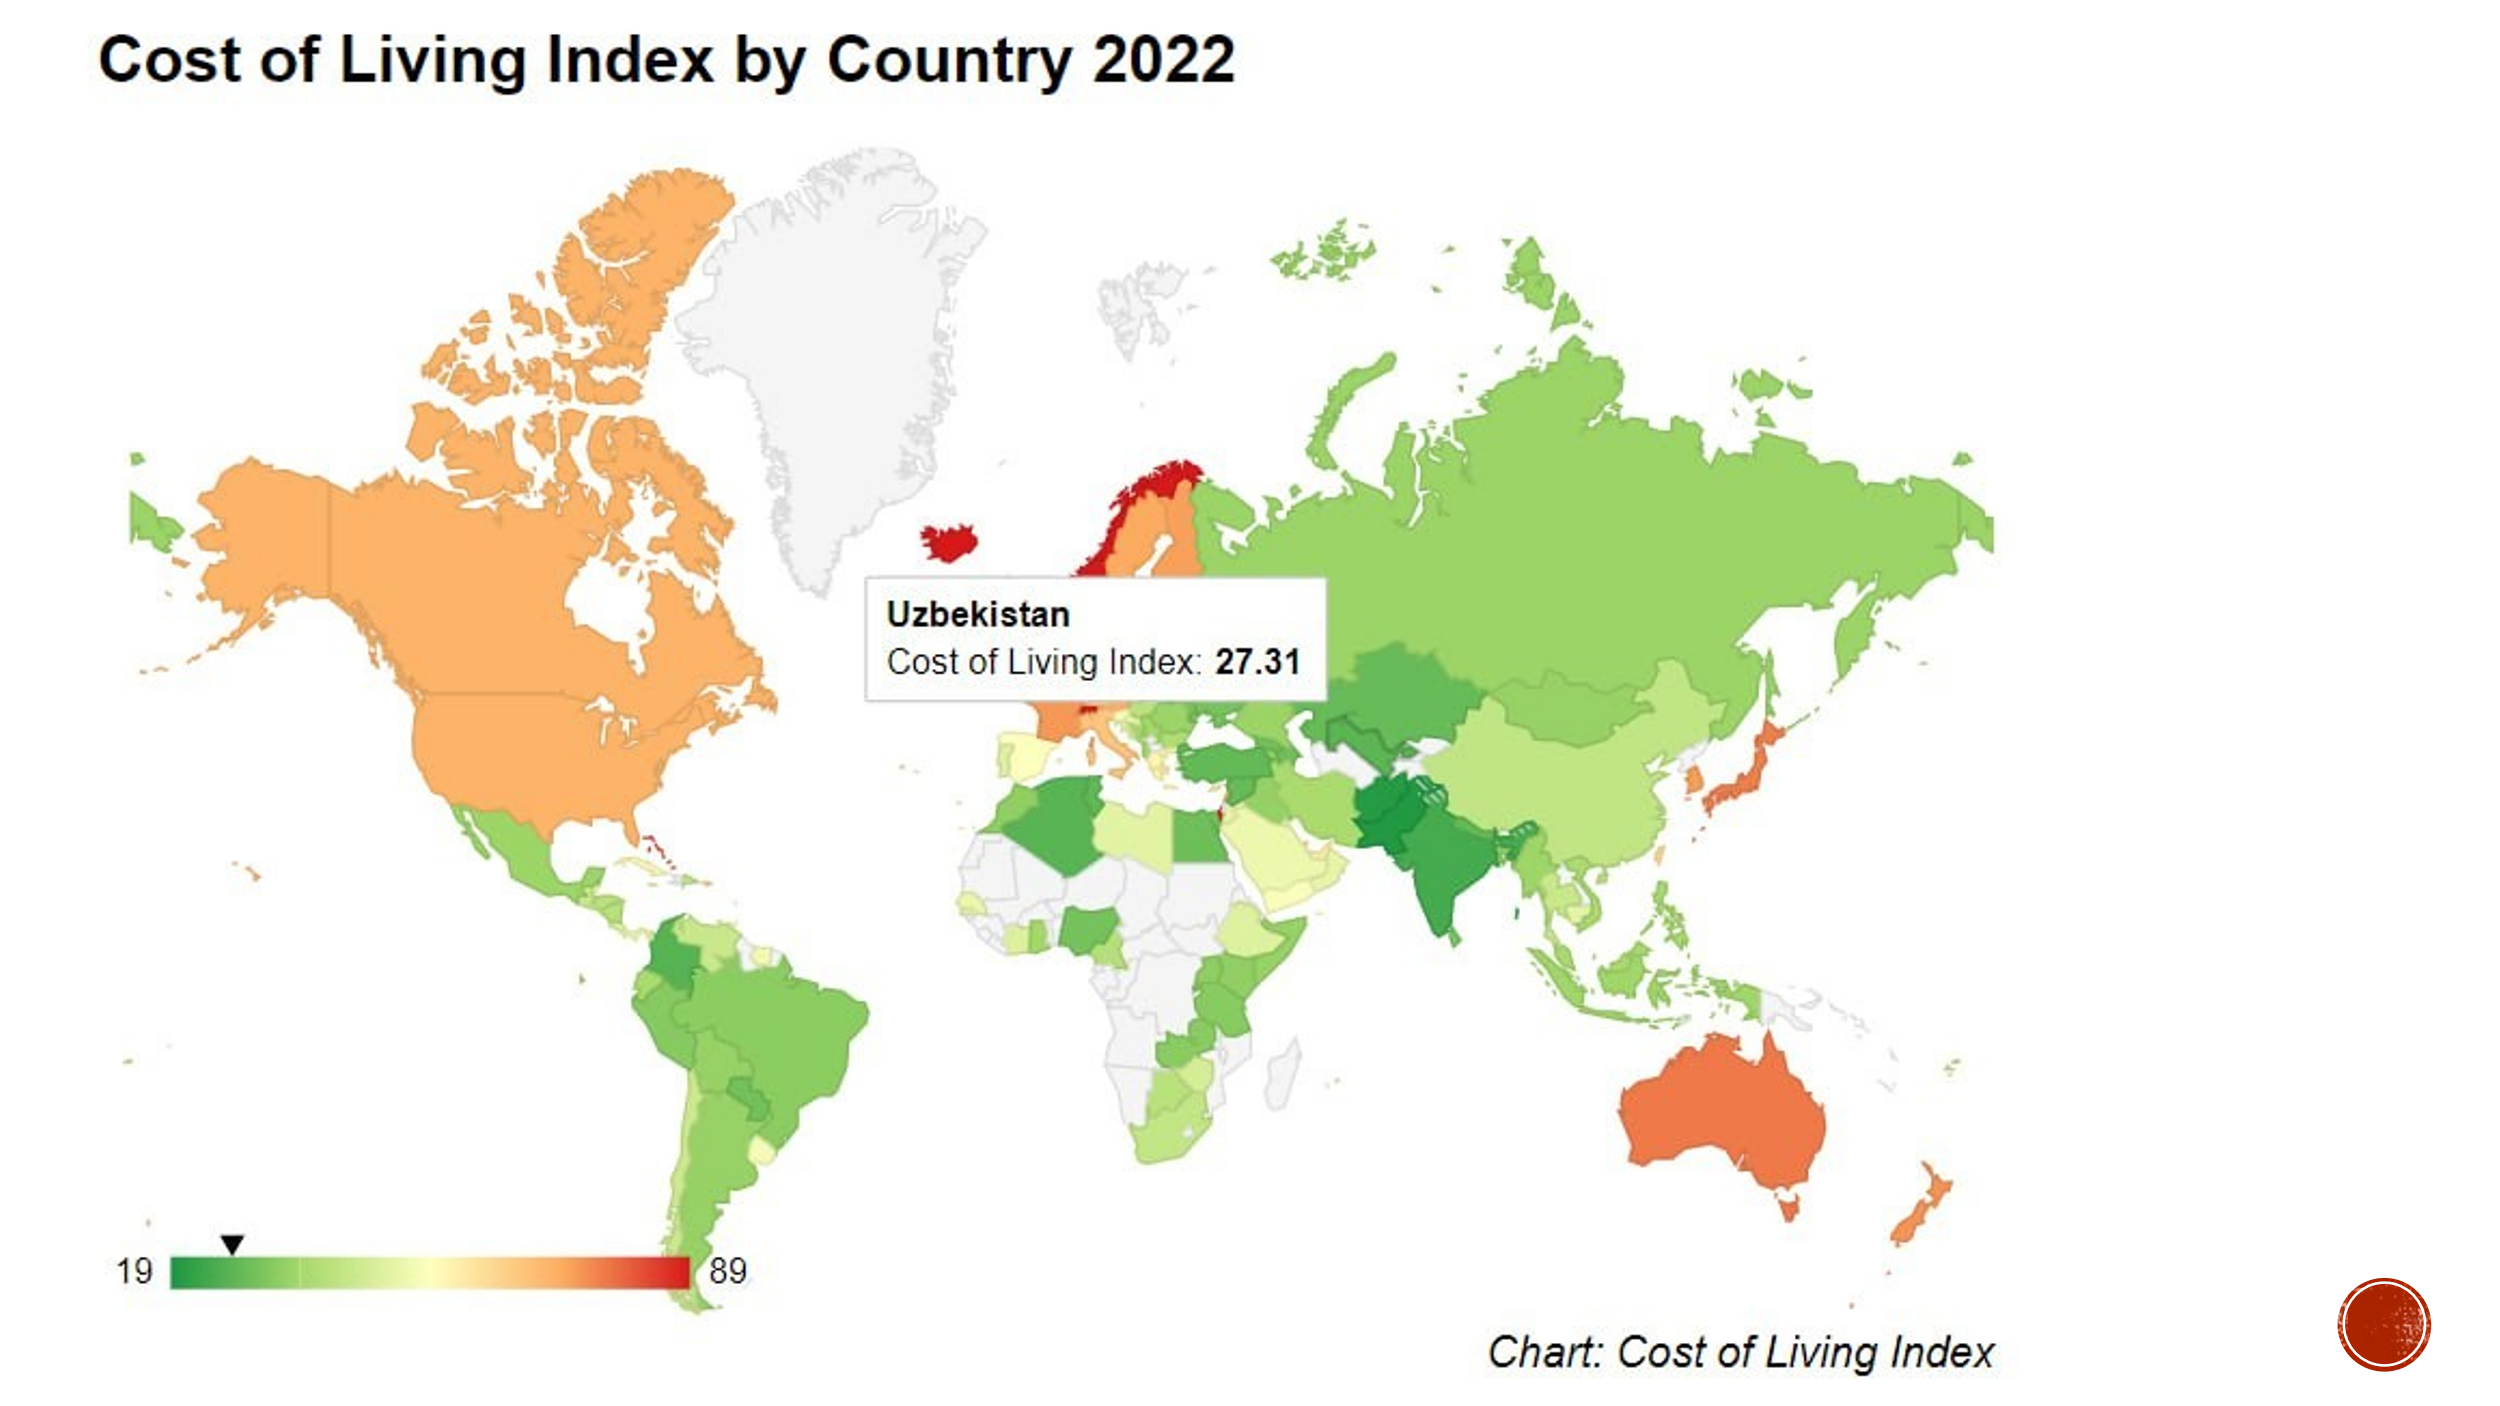 Cost of Living Index by Country 2022
Uzbekistan
Cost of Living Index: 27.31
19
89
Chart: Cost of Living Index